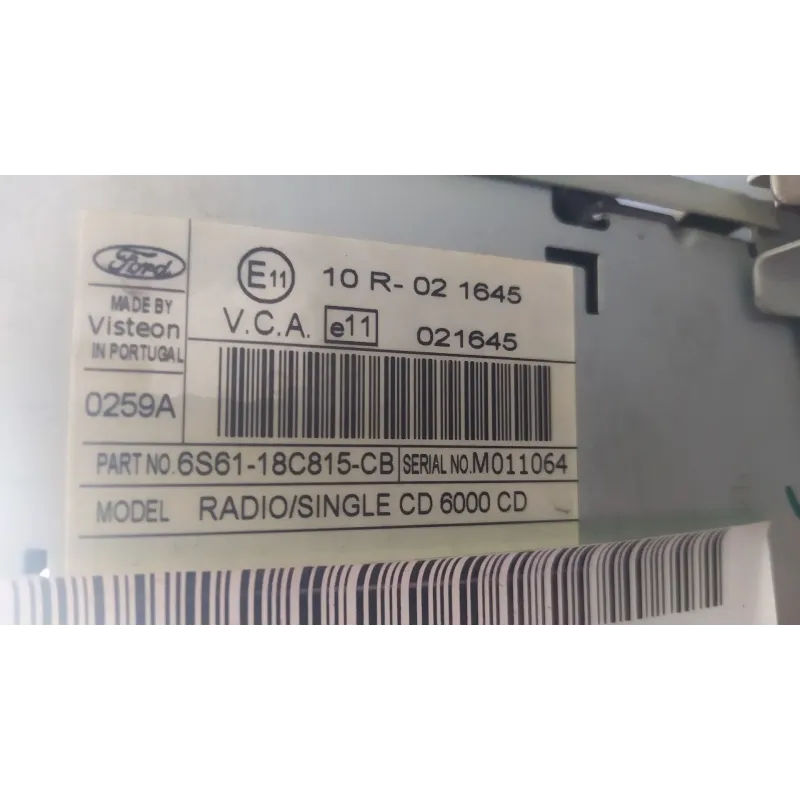 Ford
MADE BY
Visteon
IN PORTUGAL
0259A
E11 10 R- 02 1645
V.C.A. e11 021645
PART NO. 6S61-18C815-CB SERIAL NO. M011064
MODEL RADIO/SINGLE CD 6000 CD